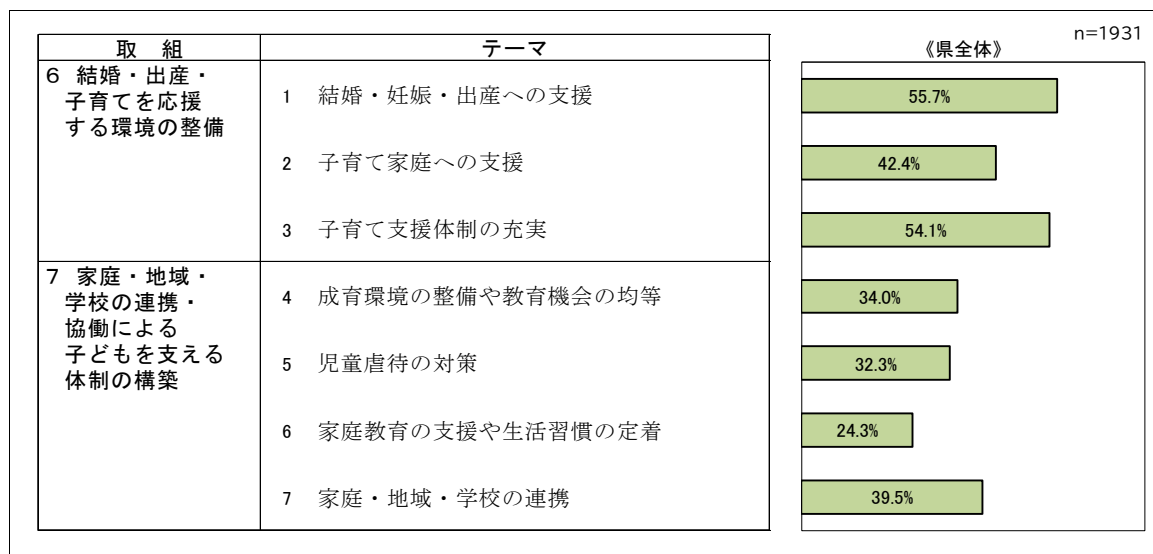 n=1931
取　組
テーマ
《県全体》
6 結婚・出産・
子育てを応援
する環境の整備
1 結婚・妊娠・出産への支援
55.7%
2 子育て家庭への支援
42.4%
3 子育て支援体制の充実
54.1%
7 家庭・地域・
学校の連携・
協働による
子どもを支える
体制の構築
4 成育環境の整備や教育機会の均等
34.0%
5 児童虐待の対策
32.3%
6 家庭教育の支援や生活習慣の定着
24.3%
7 家庭・地域・学校の連携
39.5%